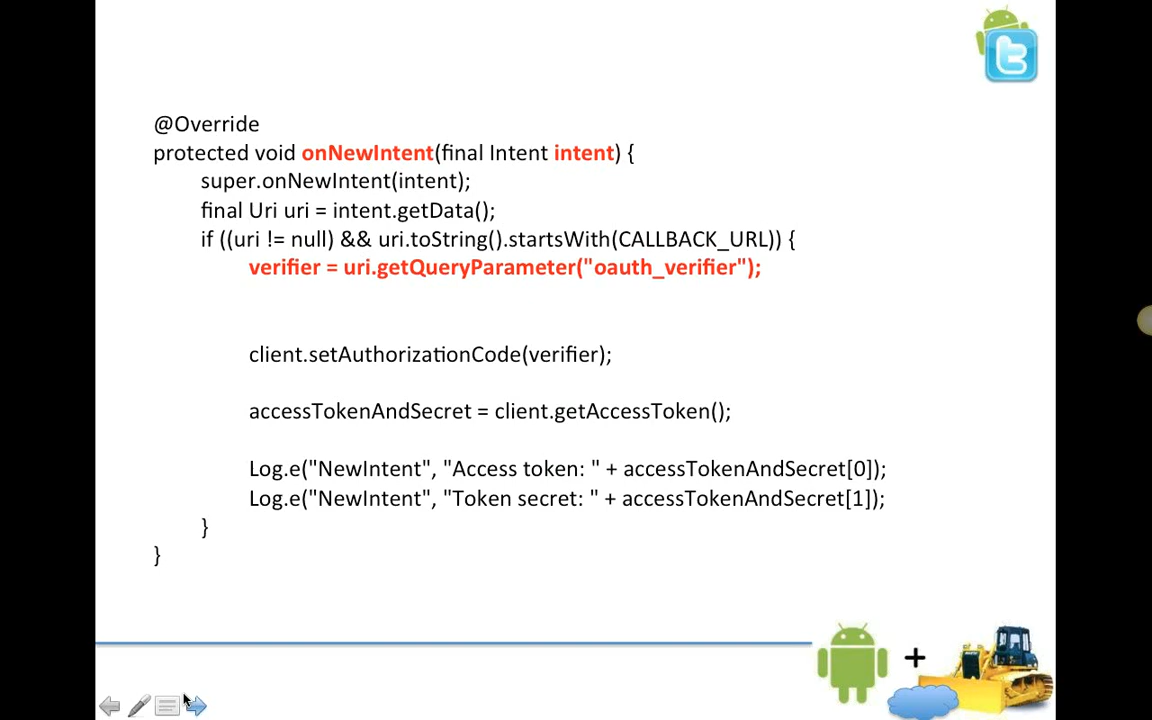 @Override
protected void onNewIntent(final Intent intent) {
super.onNewIntent(intent);
final Uri uri = intent.getData();
if ((uri != null) && uri.toString().startsWith(CALLBACK_URL)) {
verifier = uri.getQueryParameter("oauth_verifier");
client.setAuthorizationCode(verifier);
accessTokenAndSecret = client.getAccessToken();
Log.e("NewIntent", "Access token: " + accessTokenAndSecret[0]);
Log.e("NewIntent", "Token secret: " + accessTokenAndSecret[1]);
}
}
+